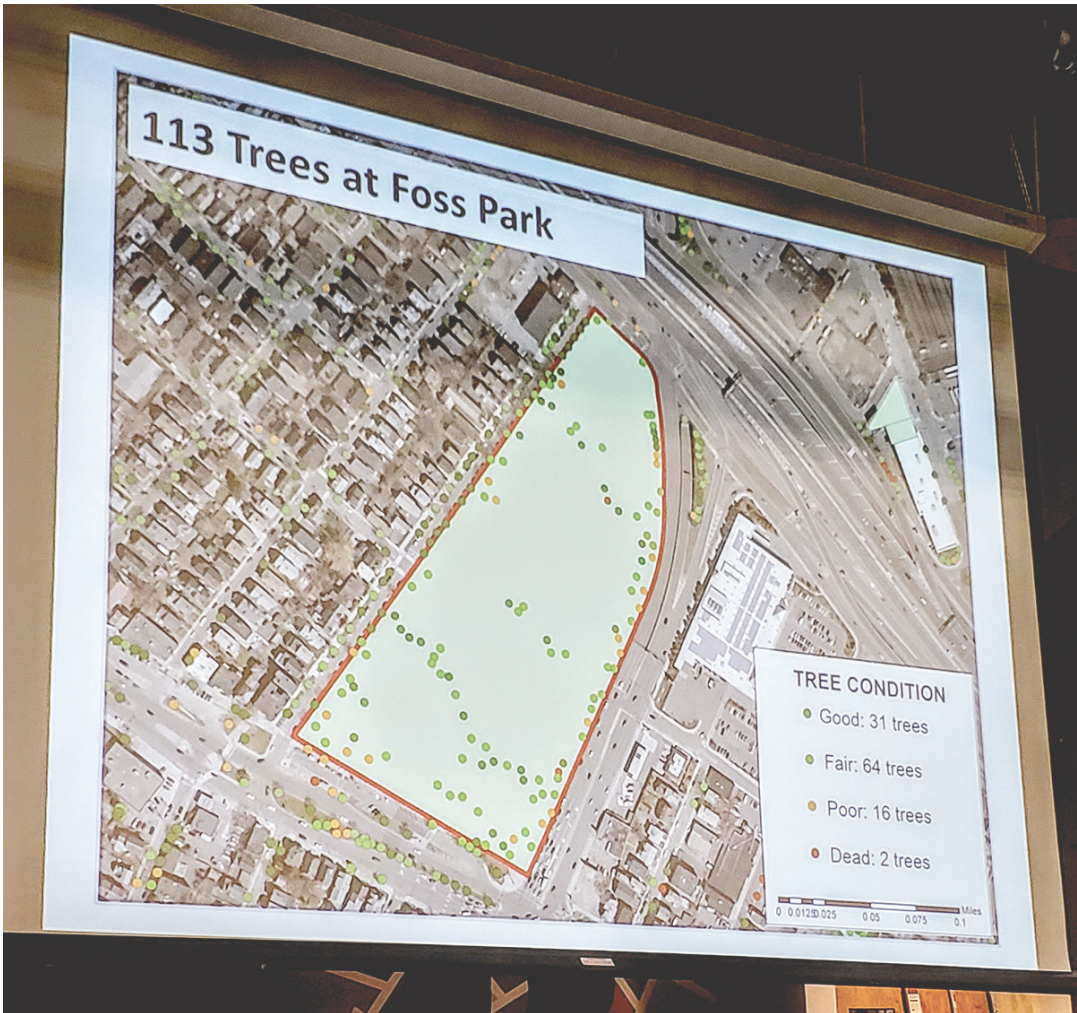 113 Trees at Foss Park
TREE CONDITION
Good: 31 trees
Fair: 64 trees
Poor: 16 trees
Dead: 2 trees
0 0.0125 0.025 0.05 0.075 0.1 Miles